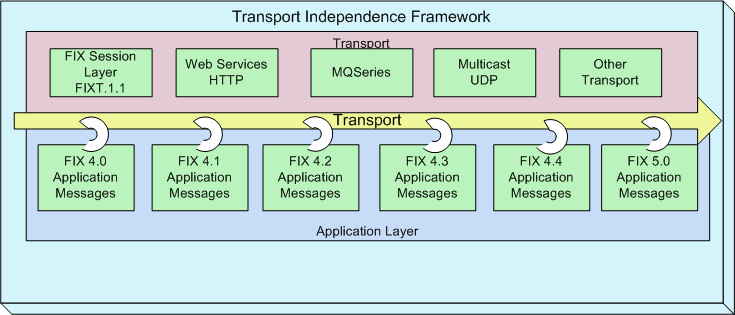 Transport Independence Framework
Transport
FIX Session
Layer
FIXT.1.1
Web Services
HTTP
MQSeries
Multicast
UDP
Other
Transport
Transport
FIX 4.0
Application
Messages
FIX 4.1
Application
Messages
FIX 4.2
Application
Messages
FIX 4.3
Application
Messages
FIX 4.4
Application
Messages
FIX 5.0
Application
Messages
Application Layer